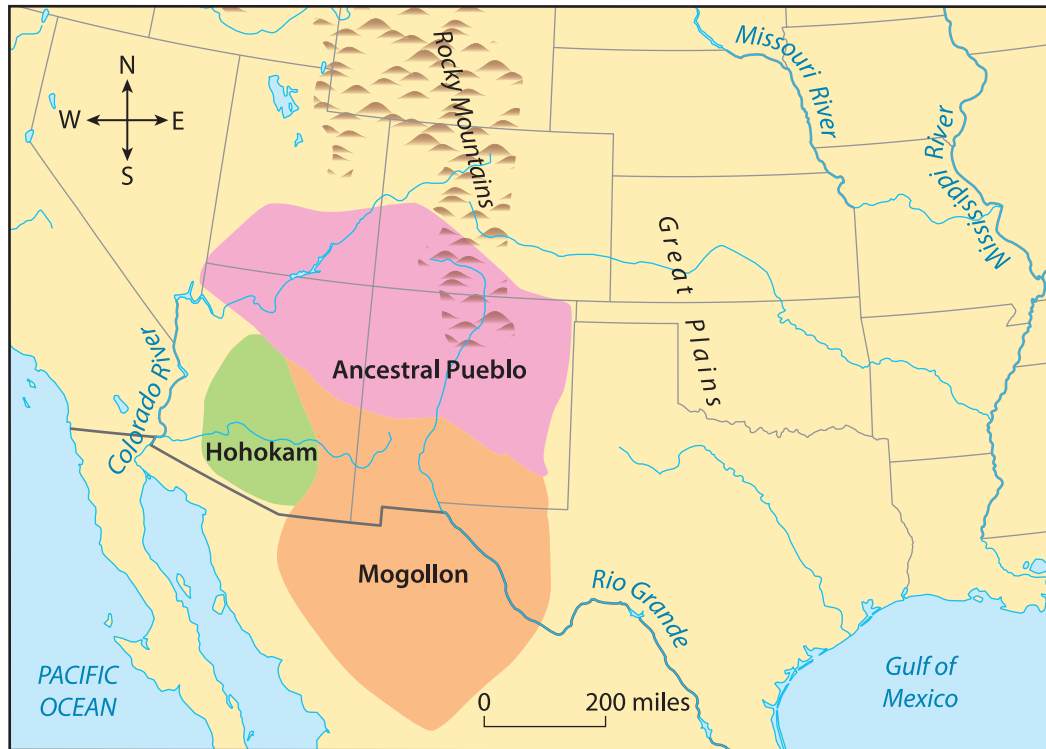 N
W E
S
Rocky Mountains
Missouri River
Mississippi River
Great Plains
Colorado River
Ancestral Pueblo
Hohokam
Mogollon
Rio Grande
PACIFIC
OCEAN
0 200 miles
Gulf of
Mexico